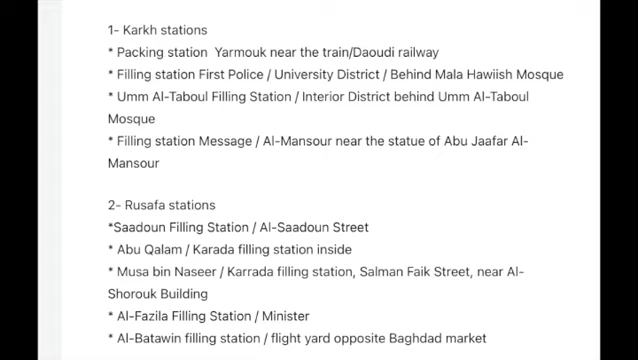 1- Karkh stations
* Packing station  Yarmouk near the train/Daoudi railway
* Filling station First Police / University District / Behind Mala Hawiish Mosque
* Umm Al-Taboul Filling Station / Interior District behind Umm Al-Taboul
Mosque
* Filling station Message / Al-Mansour near the statue of Abu Jaafar Al-
Mansour
2- Rusafa stations
*Saadoun Filling Station / Al-Saadoun Street
* Abu Qalam / Karada filling station inside
* Musa bin Naseer / Karrada filling station, Salman Faik Street, near Al-
Shorouk Building
* Al-Fazila Filling Station / Minister
* Al-Batawin filling station / flight yard opposite Baghdad market